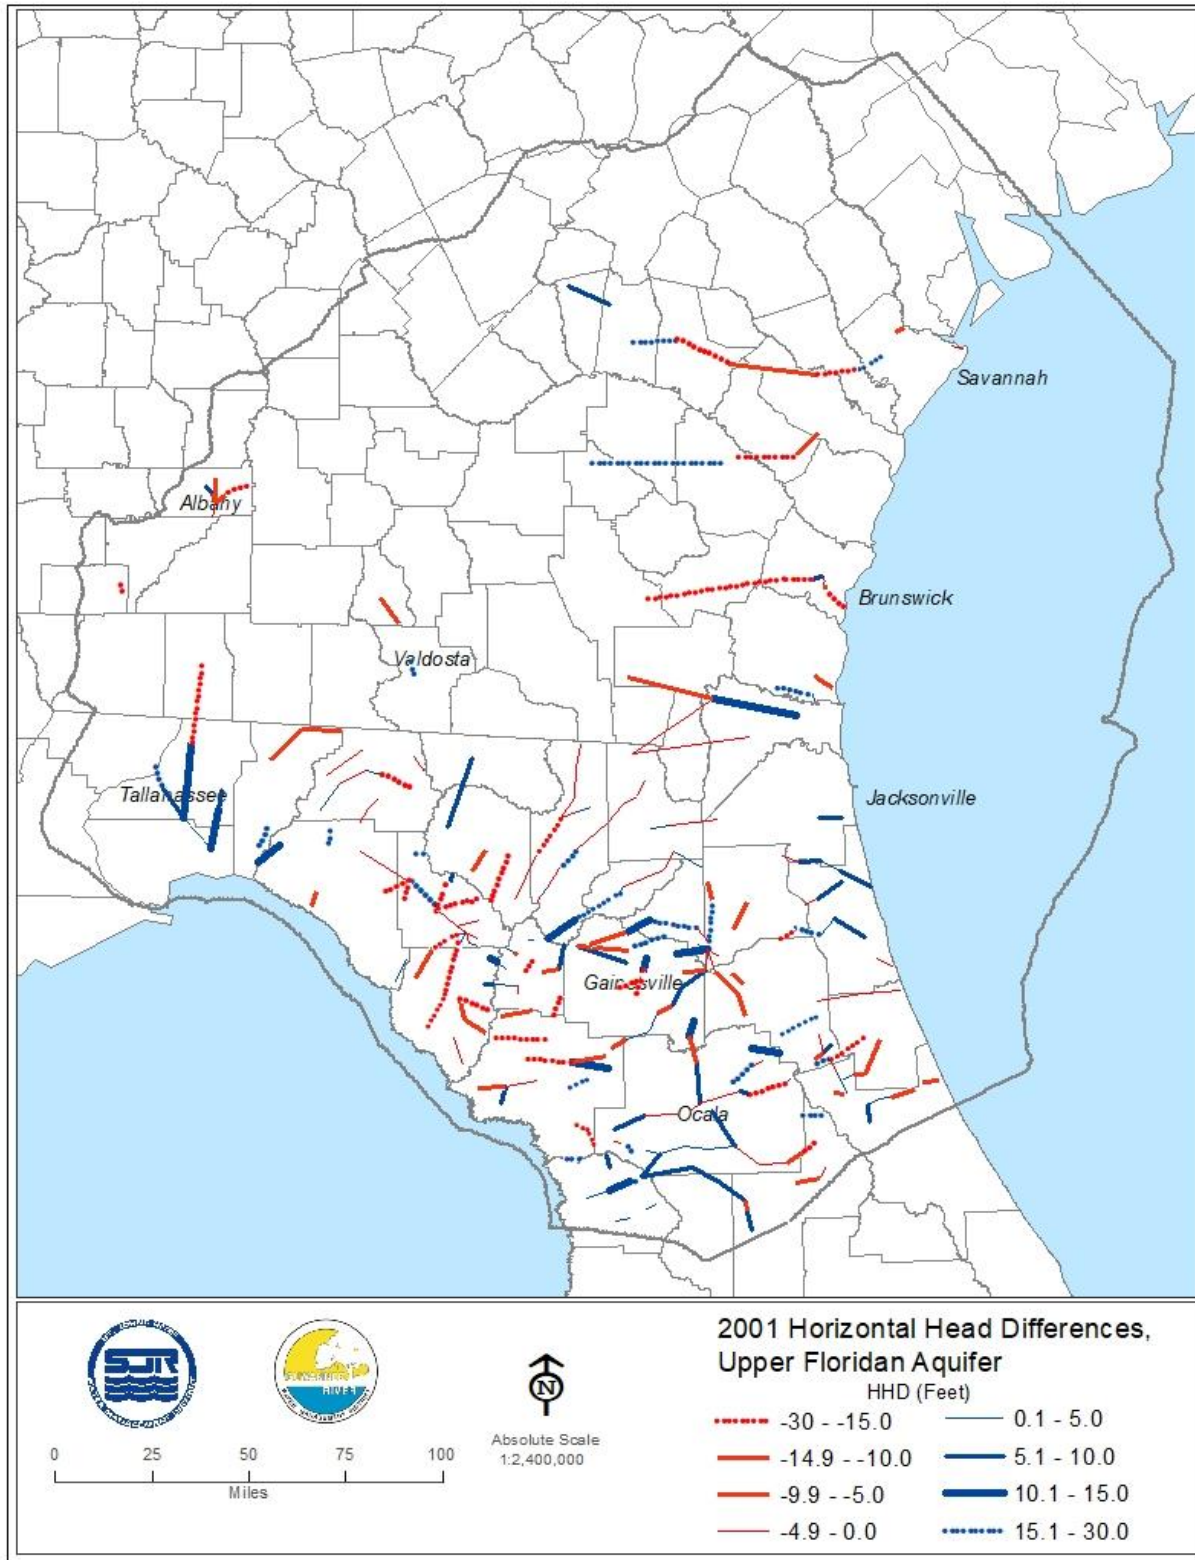 Savannah
Albany
Brunswick
Valdosta
Tallahassee
Jacksonville
Gainesville
Ocala
SJR
RIVER
N
0 25 50 75 100
Miles
Absolute Scale
1:2,400,000
2001 Horizontal Head Differences,
Upper Floridan Aquifer
HHD (Feet)
-30 - -15.0
-14.9 - -10.0
-9.9 - -5.0
-4.9 - 0.0
0.1 - 5.0
5.1 - 10.0
10.1 - 15.0
15.1 - 30.0